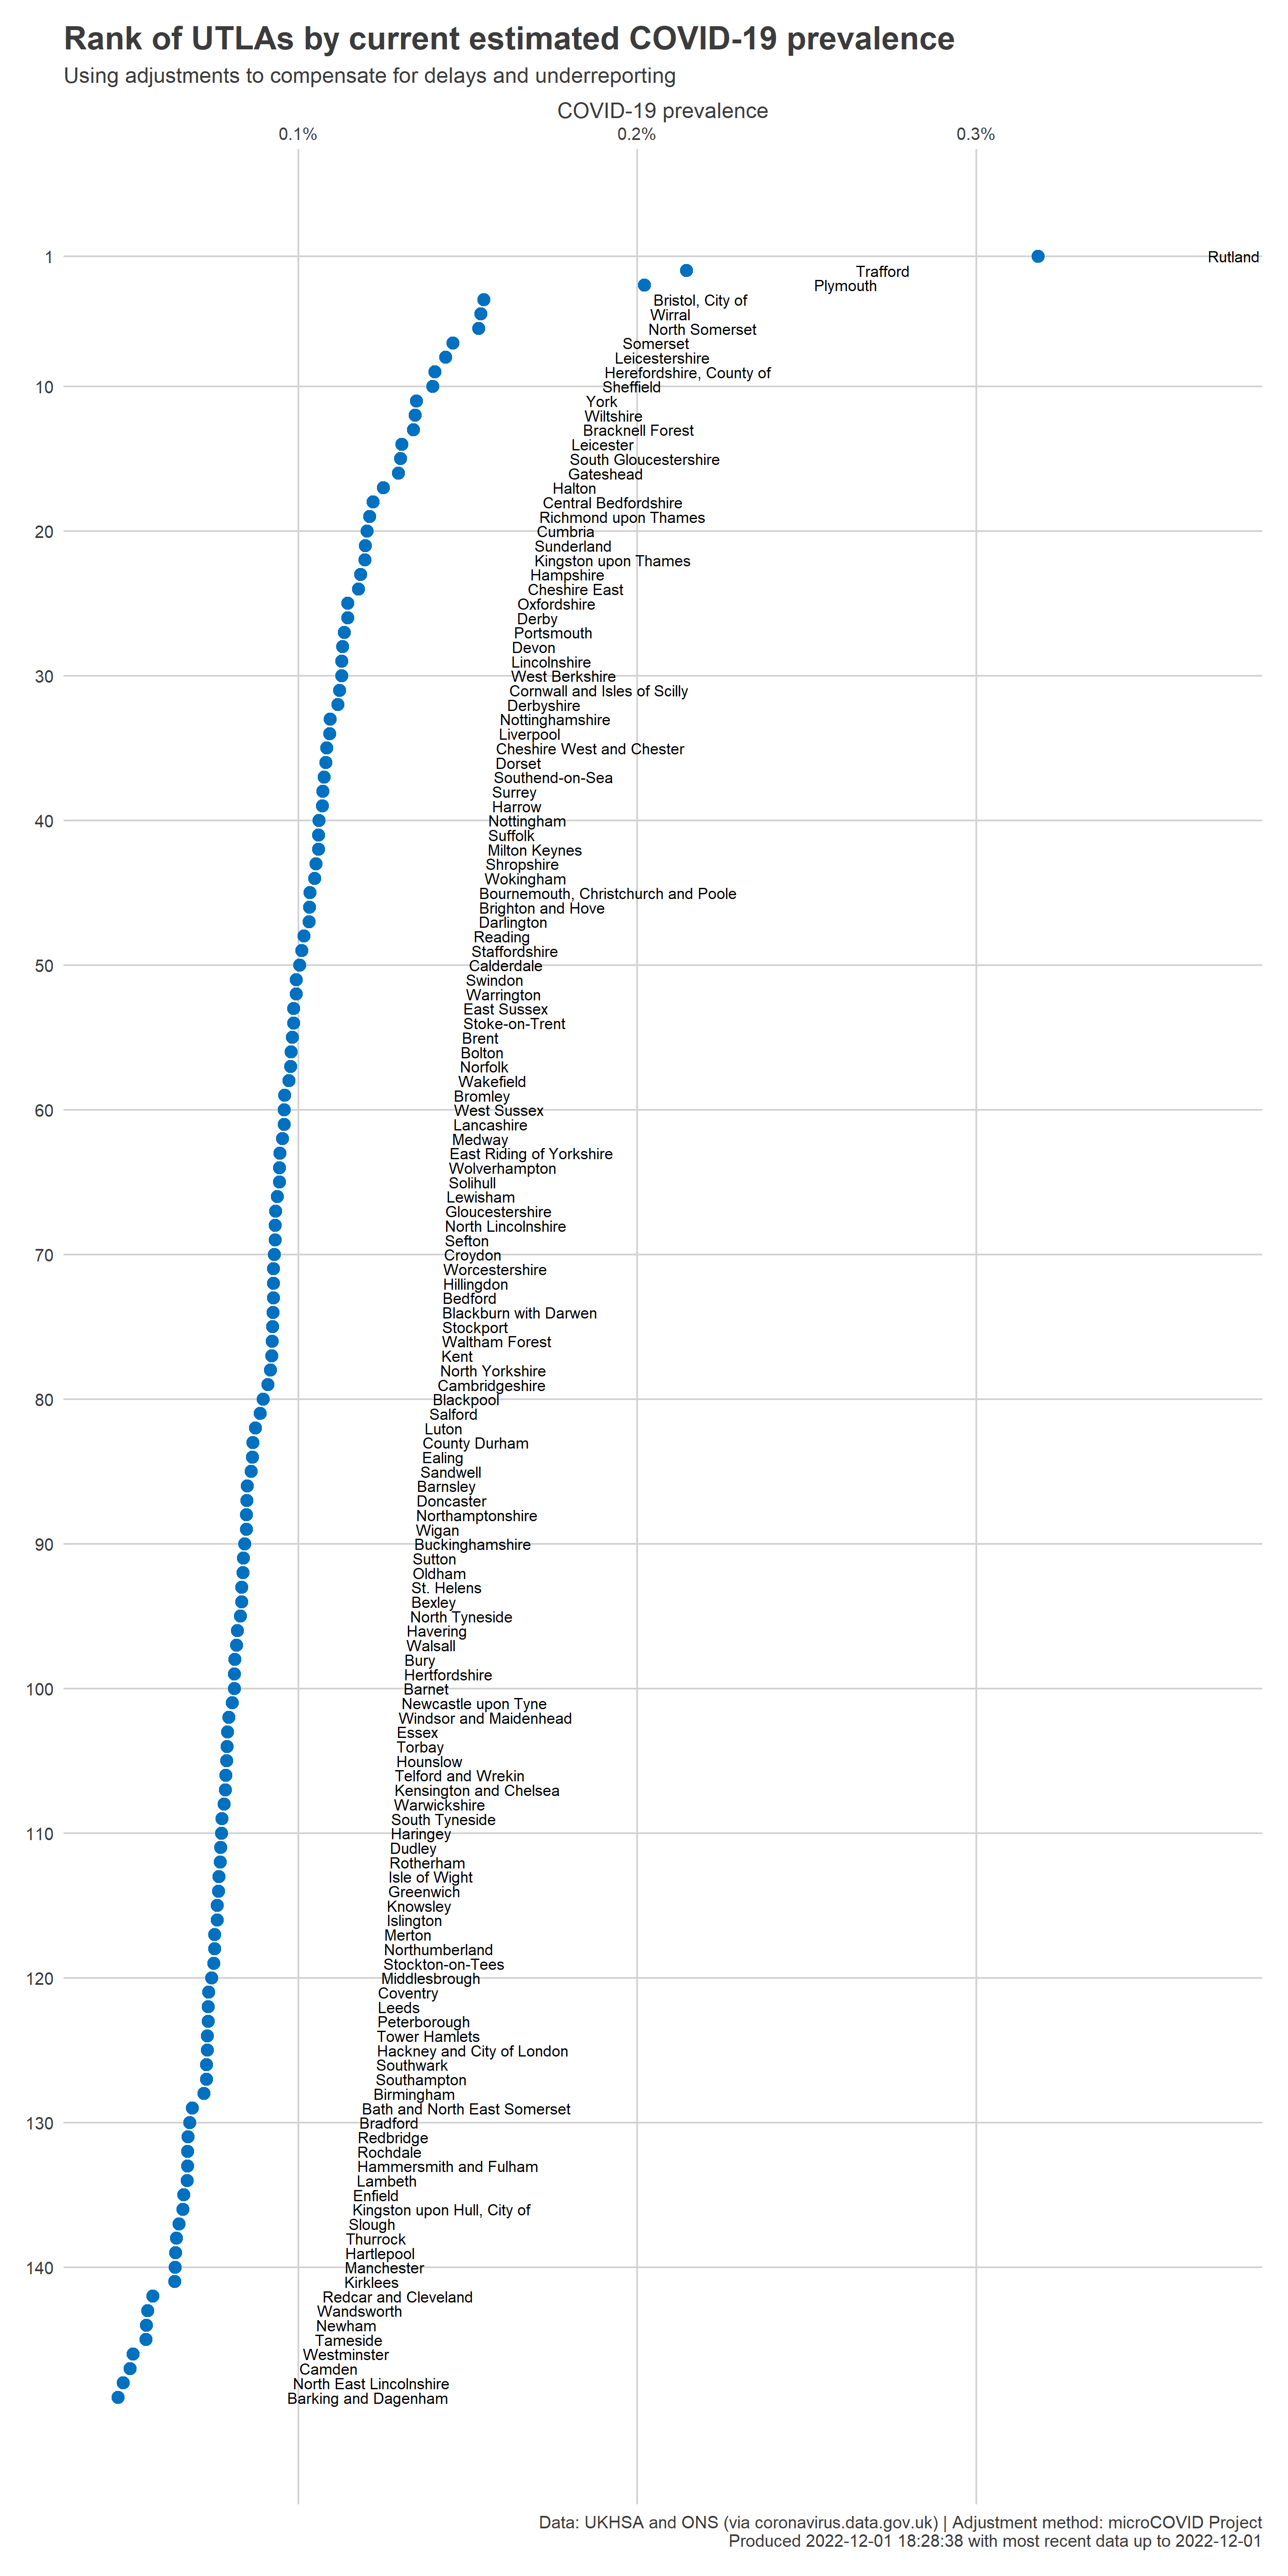 Rank of UTLAs by current estimated COVID-19 prevalence
Using adjustments to compensate for delays and underreporting
COVID-19 prevalence
0.1% 0.2% 0.3%
1 Rutland
Trafford
Plymouth
Bristol, City of
Wirral
North Somerset
Somerset
Leicestershire
Herefordshire, County of
10 Sheffield
York
Wiltshire
Bracknell Forest
Leicester
South Gloucestershire
Gateshead
Halton
Central Bedfordshire
Richmond upon Thames
20 Cumbria
Sunderland
Kingston upon Thames
Hampshire
Cheshire East
Oxfordshire
Derby
Portsmouth
Devon
Lincolnshire
30 West Berkshire
Cornwall and Isles of Scilly
Derbyshire
Nottinghamshire
Liverpool
Cheshire West and Chester
Dorset
Southend-on-Sea
Surrey
Harrow
40 Nottingham
Suffolk
Milton Keynes
Shropshire
Wokingham
Bournemouth, Christchurch and Poole
Brighton and Hove
Darlington
Reading
Staffordshire
50 Calderdale
Swindon
Warrington
East Sussex
Stoke-on-Trent
Brent
Bolton
Norfolk
Wakefield
Bromley
60 West Sussex
Lancashire
Medway
East Riding of Yorkshire
Wolverhampton
Solihull
Lewisham
Gloucestershire
North Lincolnshire
Sefton
70 Croydon
Worcestershire
Hillingdon
Bedford
Blackburn with Darwen
Stockport
Waltham Forest
Kent
North Yorkshire
Cambridgeshire
80 Blackpool
Salford
Luton
County Durham
Ealing
Sandwell
Barnsley
Doncaster
Northamptonshire
Wigan
90 Buckinghamshire
Sutton
Oldham
St. Helens
Bexley
North Tyneside
Havering
Walsall
Bury
Hertfordshire
100 Barnet
Newcastle upon Tyne
Windsor and Maidenhead
Essex
Torbay
Hounslow
Telford and Wrekin
Kensington and Chelsea
Warwickshire
South Tyneside
110 Haringey
Dudley
Rotherham
Isle of Wight
Greenwich
Knowsley
Islington
Merton
Northumberland
Stockton-on-Tees
120 Middlesbrough
Coventry
Leeds
Peterborough
Tower Hamlets
Hackney and City of London
Southwark
Southampton
Birmingham
Bath and North East Somerset
130 Bradford
Redbridge
Rochdale
Hammersmith and Fulham
Lambeth
Enfield
Kingston upon Hull, City of
Slough
Thurrock
Hartlepool
140 Manchester
Kirklees
Redcar and Cleveland
Wandsworth
Newham
Tameside
Westminster
Camden
North East Lincolnshire
Barking and Dagenham
Data: UKHSA and ONS (via coronavirus.data.gov.uk) | Adjustment method: microCOVID Project
Produced 2022-12-01 18:28:38 with most recent data up to 2022-12-01